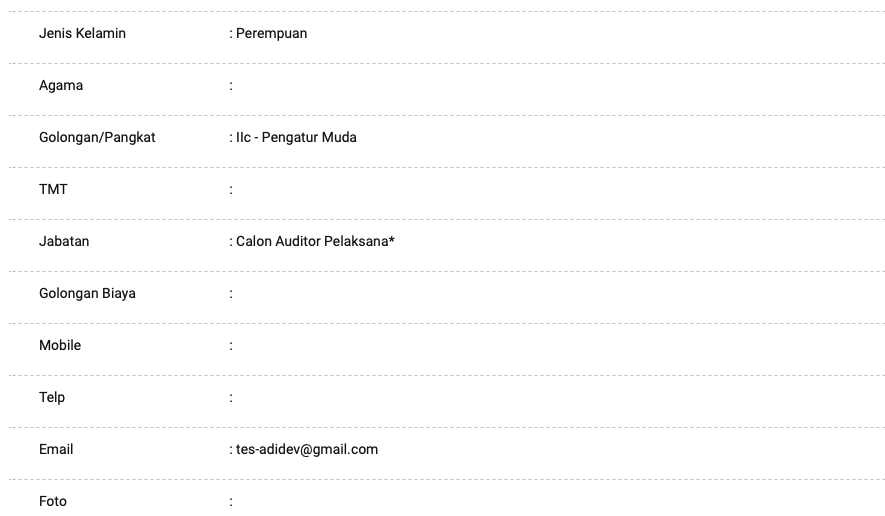 Jenis Kelamin : Perempuan
Agama :
Golongan/Pangkat : IIc - Pengatur Muda
TMT :
Jabatan : Calon Auditor Pelaksana*
Golongan Biaya :
Mobile :
Telp :
Email : tes-adidev@gmail.com
Foto :